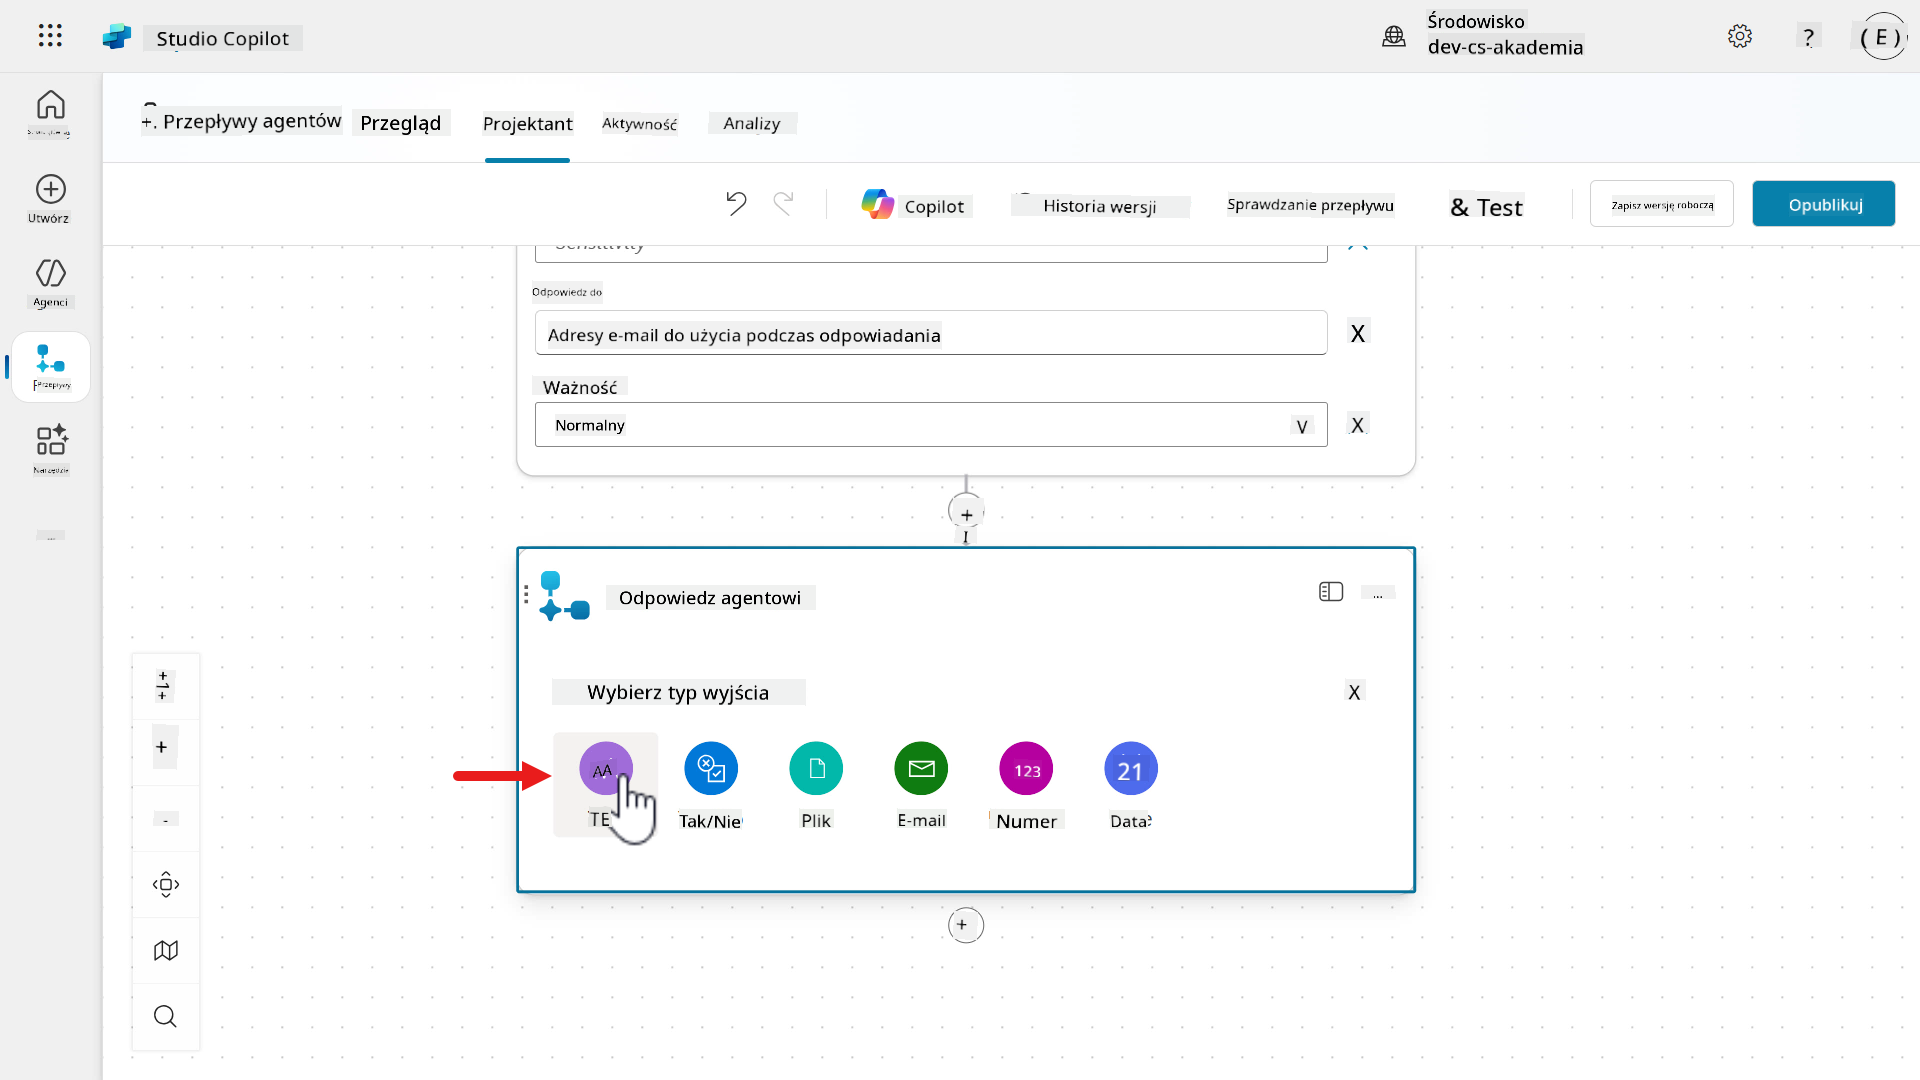 Studio Copilot
Środowisko
dev-cs-akademia
?
( E )
+. Przepływy agentów
Przegląd
Projektant
Aktywność
Analizy
Copilot
Historia wersji
Sprawdzanie przepływu
& Test
Zapisz wersję roboczą
Opublikuj
Utwórz
Agenci
Przepływy
Narzędzia
...
Sensitivity
Odpowiedz do
Adresy e-mail do użycia podczas odpowiadania
X
Ważność
Normalny
V
X
+
Odpowiedz agentowi
...
Wybierz typ wyjścia
X
AA
123
21
TE
Tak/Nie
Plik
E-mail
Numer
Data
+
+
-